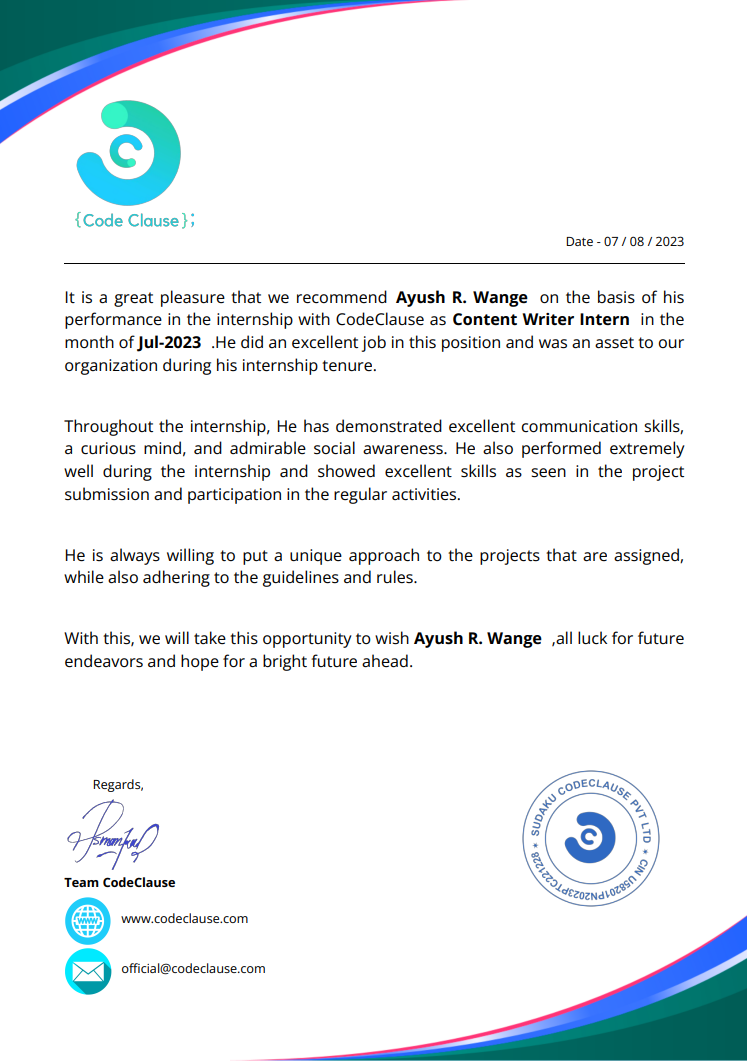 {Code Clause};
Date - 07 / 08 / 2023
It is a great pleasure that we recommend Ayush R. Wange on the basis of his
performance in the internship with CodeClause as Content Writer Intern in the
month of Jul-2023 .He did an excellent job in this position and was an asset to our
organization during his internship tenure.
Throughout the internship, He has demonstrated excellent communication skills,
a curious mind, and admirable social awareness. He also performed extremely
well during the internship and showed excellent skills as seen in the project
submission and participation in the regular activities.
He is always willing to put a unique approach to the projects that are assigned,
while also adhering to the guidelines and rules.
With this, we will take this opportunity to wish Ayush R. Wange ,all luck for future
endeavors and hope for a bright future ahead.
Regards,
Team CodeClause
www
www.codeclause.com
official@codeclause.com
* SUDAKU CODECLAUSE PVT LTD * CIN U58201PN2023PTC221228